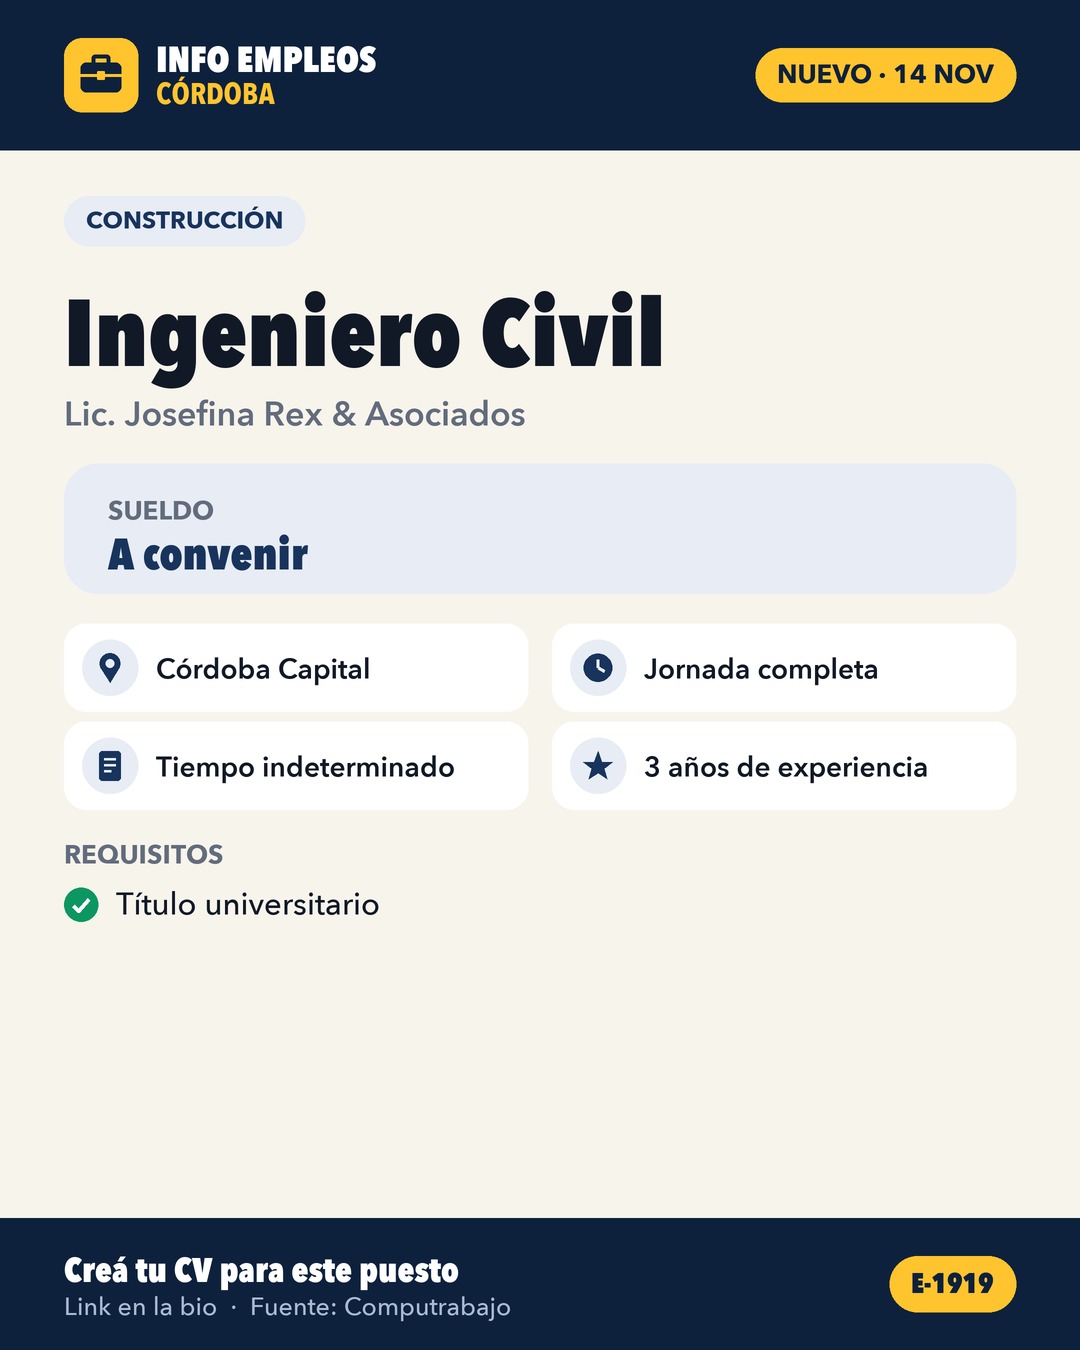 INFO EMPLEOS
CÓRDOBA
NUEVO · 14 NOV
CONSTRUCCIÓN
Ingeniero Civil
Lic. Josefina Rex & Asociados
SUELDO
A convenir
Córdoba Capital
Jornada completa
Tiempo indeterminado
3 años de experiencia
REQUISITOS
Título universitario
Creá tu CV para este puesto
Link en la bio · Fuente: Computrabajo
E-1919